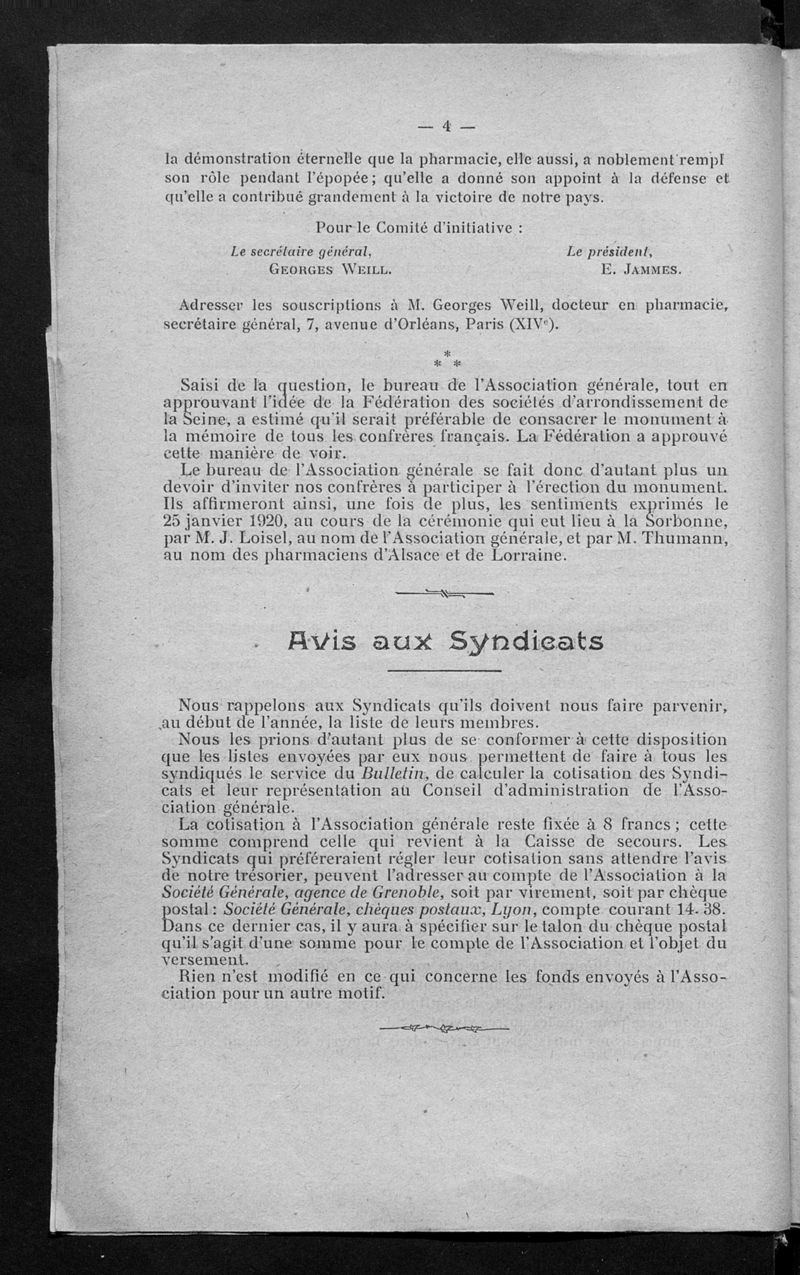 — 4 —
la démonstration éternelle que la pharmacie, elle aussi, a noblement rempl
son rôle pendant l'épopée ; qu'elle a donné son appoint à la défense et
qu'elle a contribué grandement à la victoire de notre pays.
Pour le Comité d'initiative :
Le secrétaire général, Le président,
GEORGES WEILL. E. JAMMES.
Adresser les souscriptions à M. Georges Weill, docteur en pharmacie,
secrétaire général, 7, avenue d'Orléans, Paris (XIVe).
*
* *
Saisi de la question, le bureau de l'Association générale, tout en
approuvant l'idée de la Fédération des sociétés d'arrondissement de
la Seine, a estimé qu'il serait préférable de consacrer le monument à
la mémoire de tous les confrères français. La Fédération a approuvé
cette manière de voir.
Le bureau de l'Association générale se fait donc d'autant plus un
devoir d'inviter nos confrères à participer à l'érection du monument.
Ils affirmeront ainsi, une fois de plus, les sentiments exprimés le
25 janvier 1920, au cours de la cérémonie qui eut lieu à la Sorbonne,
par M. J. Loisel, au nom de l'Association générale, et par M. Thumann,
au nom des pharmaciens d'Alsace et de Lorraine.
Avis aux Syndicats
Nous rappelons aux Syndicats qu'ils doivent nous faire parvenir,
au début de l'année, la liste de leurs membres.
Nous les prions d'autant plus de se conformer à cette disposition
que les listes envoyées par eux nous permettent de faire à tous les
syndiqués le service du Bulletin, de calculer la cotisation des Syndi-
cats et leur représentation au Conseil d'administration de l'Asso-
ciation générale.
La cotisation à l'Association générale reste fixée à 8 francs ; cette
somme comprend celle qui revient à la Caisse de secours. Les
Syndicats qui préféreraient régler leur cotisation sans attendre l'avis
de notre trésorier, peuvent l'adresser au compte de l'Association à la
Société Générale, agence de Grenoble, soit par virement, soit par chèque
postal : Société Générale, chèques postaux, Lyon, compte courant 14-38.
Dans ce dernier cas, il y aura à spécifier sur le talon du chèque postal
qu'il s'agit d'une somme pour le compte de l'Association et l'objet du
versement.
Rien n'est modifié en ce qui concerne les fonds envoyés à l'Asso-
ciation pour un autre motif.